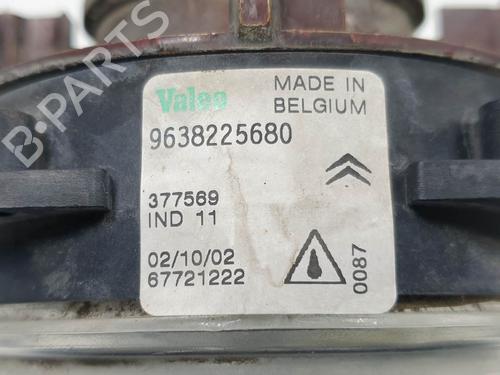 Valeo
MADE IN
BELGIUM
9638225680
377569
IND 11
02/10/02
67721222
0087
B-PARTS